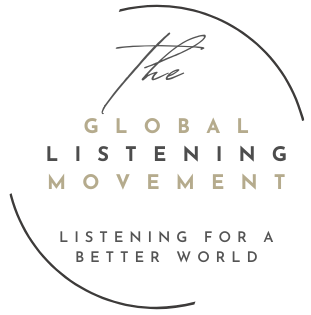 The
GLOBAL
LISTENING
MOVEMENT
LISTENING FOR A
BETTER WORLD